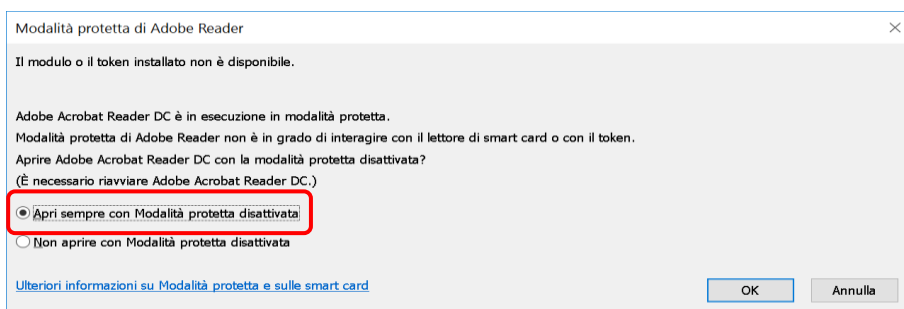 Modalità protetta di Adobe Reader
Il modulo o il token installato non è disponibile.
Adobe Acrobat Reader DC è in esecuzione in modalità protetta.
Modalità protetta di Adobe Reader non è in grado di interagire con il lettore di smart card o con il token.
Aprire Adobe Acrobat Reader DC con la modalità protetta disattivata?
(È necessario riavviare Adobe Acrobat Reader DC.)
Apri sempre con Modalità protetta disattivata
Non aprire con Modalità protetta disattivata
Ulteriori informazioni su Modalità protetta e sulle smart card
OK Annulla